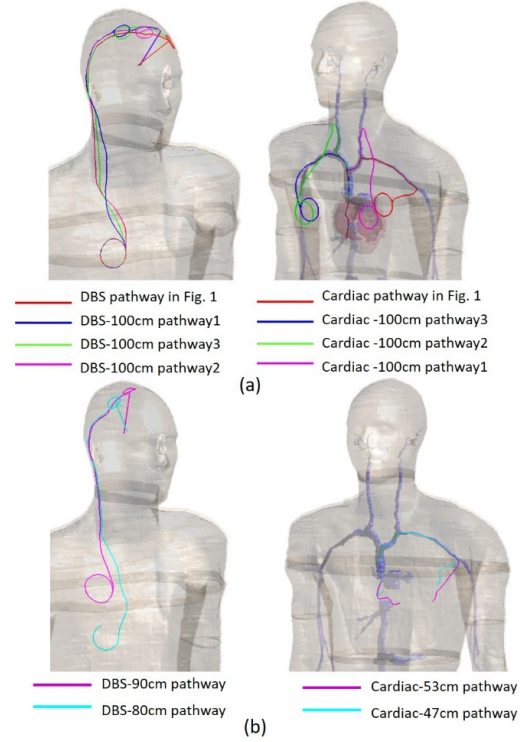 DBS pathway in Fig. 1
DBS-100cm pathway1
DBS-100cm pathway3
DBS-100cm pathway2
Cardiac pathway in Fig. 1
Cardiac -100cm pathway3
Cardiac -100cm pathway2
Cardiac -100cm pathway1
(a)
DBS-90cm pathway
DBS-80cm pathway
Cardiac-53cm pathway
Cardiac-47cm pathway
(b)